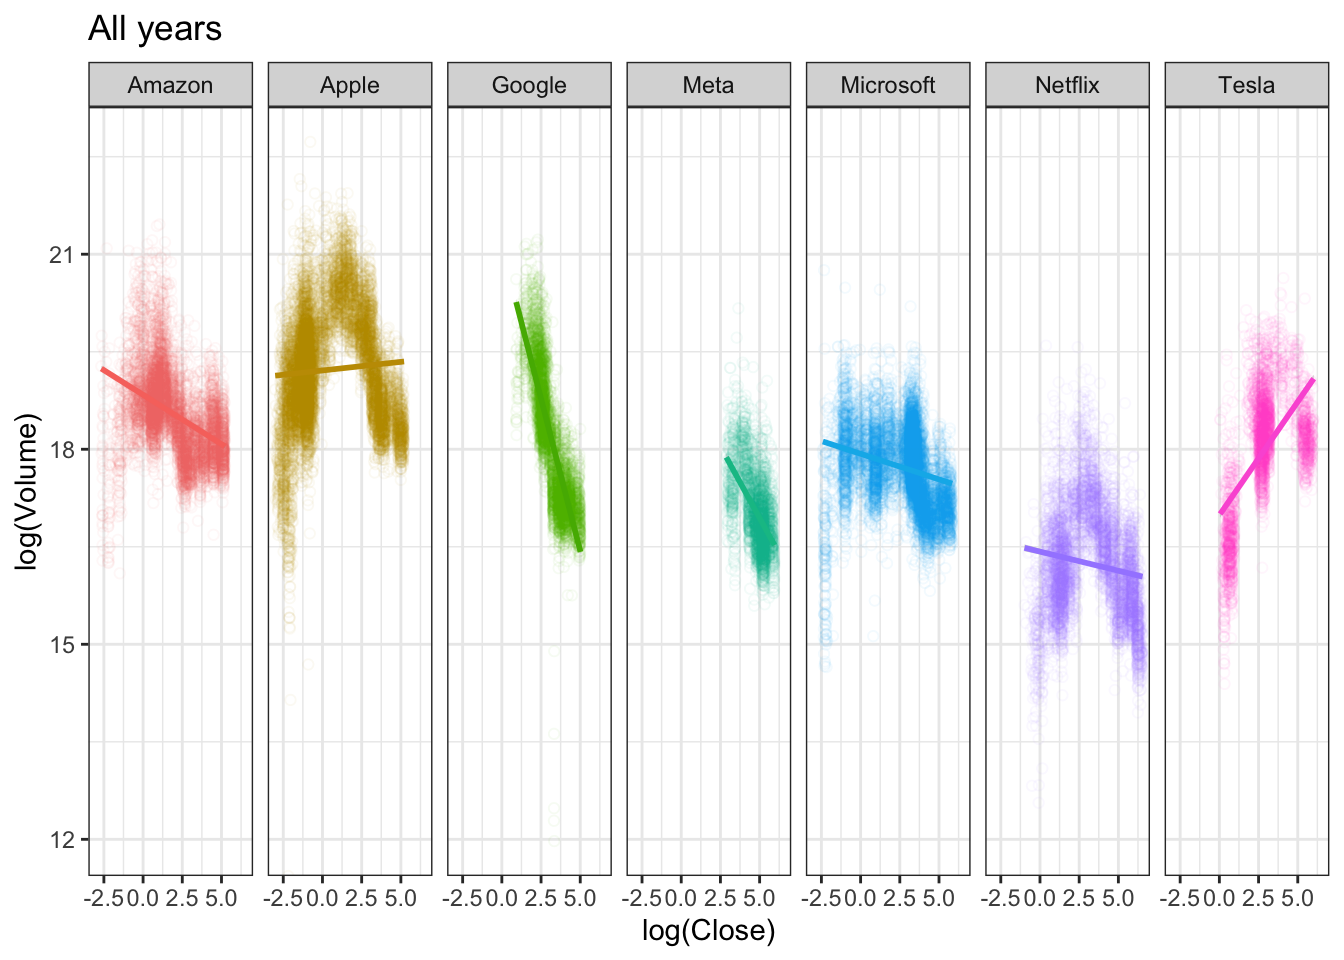 All years
Amazon Apple Google Meta Microsoft Netflix Tesla
21
18
15
12
log(Volume)
-2.5 0.0 2.5 5.0 -2.5 0.0 2.5 5.0 -2.5 0.0 2.5 5.0 -2.5 0.0 2.5 5.0 -2.5 0.0 2.5 5.0 -2.5 0.0 2.5 5.0 -2.5 0.0 2.5 5.0
log(Close)